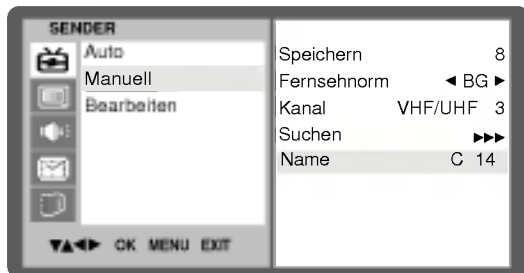 SENDER
Auto
Manuell
Bearbeiten
Speichern 8
Fernsehnorm ◄ BG ►
Kanal VHF/UHF 3
Suchen ►►►
Name C 14
▼▲◄► OK MENU EXIT